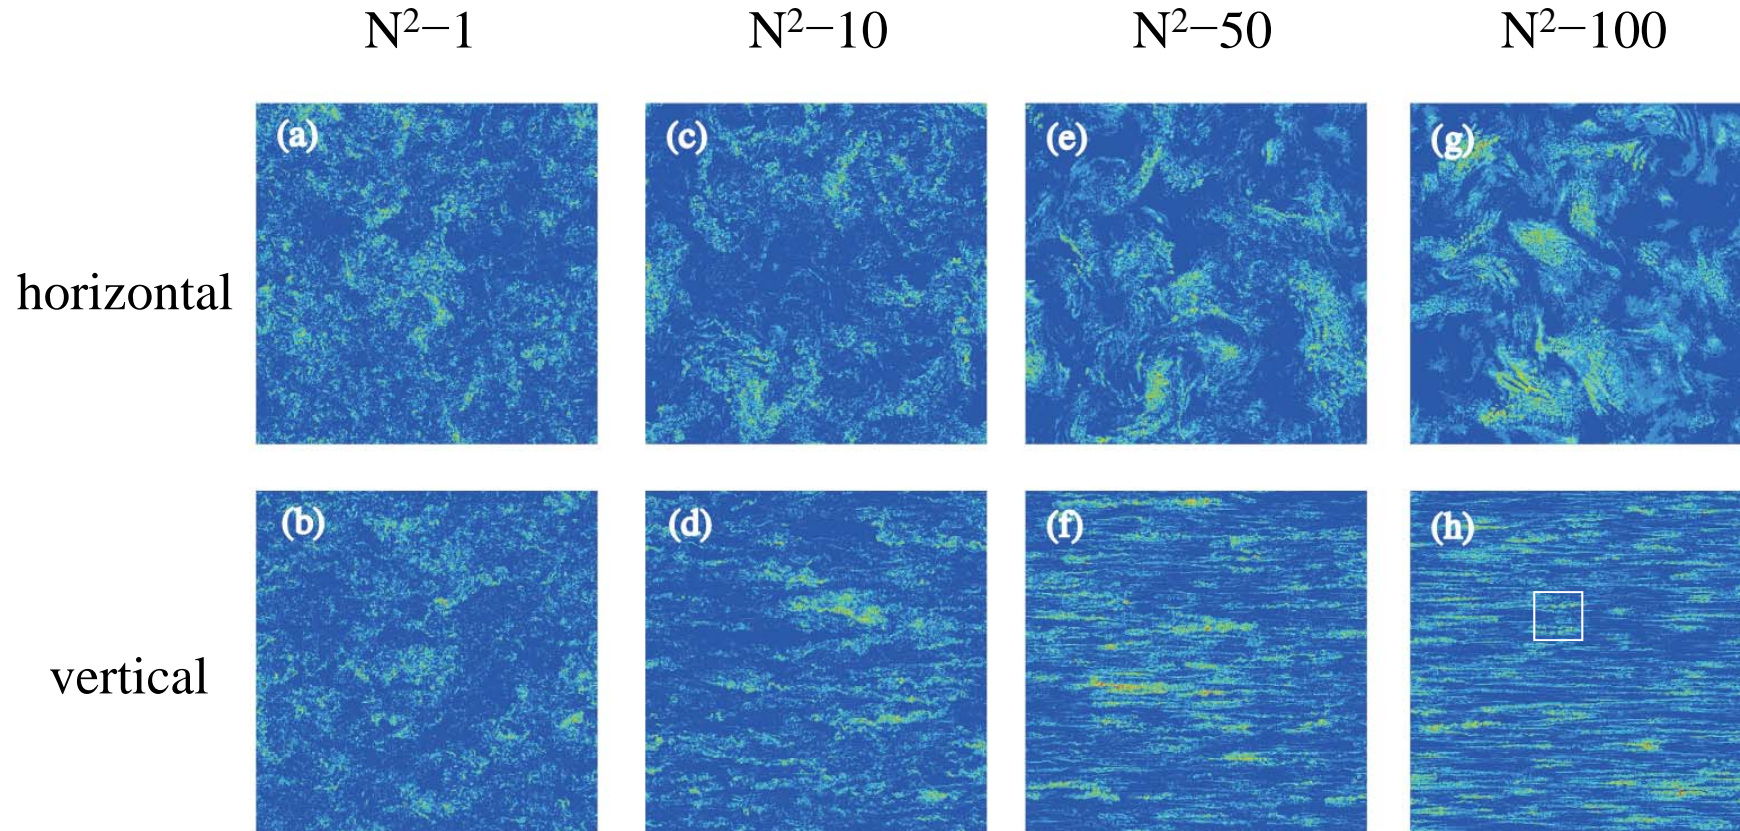 N²−1 N²−10 N²−50 N²−100
horizontal (a) (c) (e) (g)
vertical (b) (d) (f) (h)